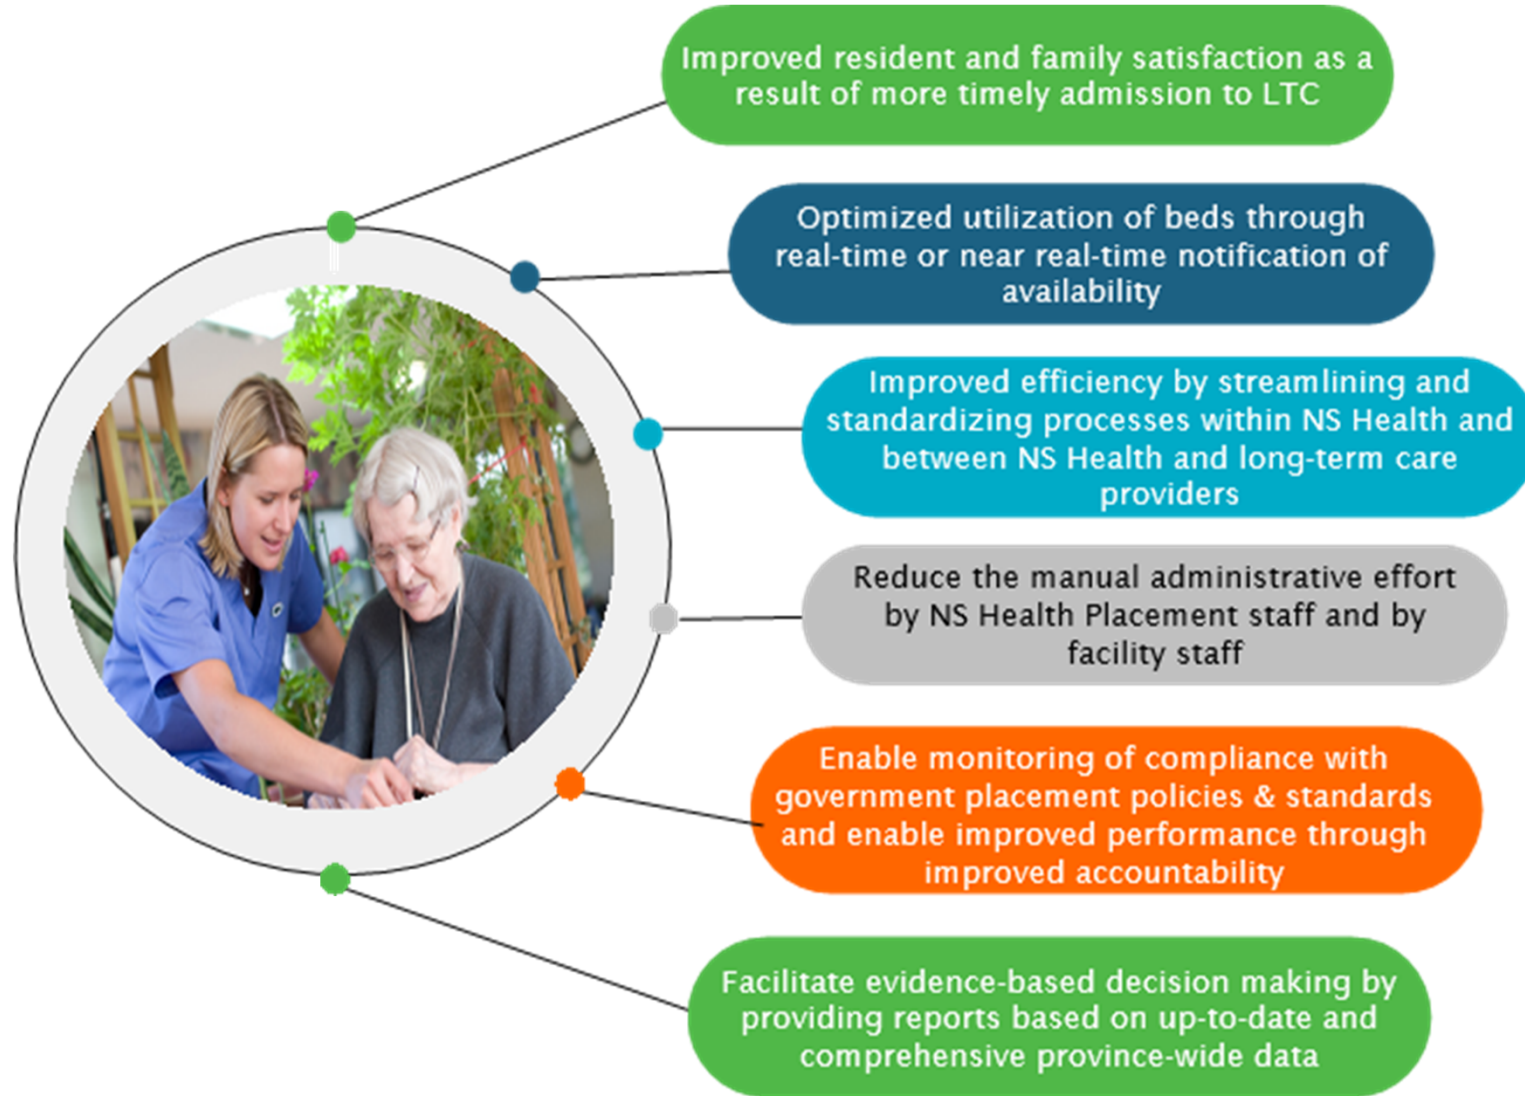 Improved resident and family satisfaction as a
result of more timely admission to LTC
Optimized utilization of beds through
real-time or near real-time notification of
availability
Improved efficiency by streamlining and
standardizing processes within NS Health and
between NS Health and long-term care
providers
Reduce the manual administrative effort
by NS Health Placement staff and by
facility staff
Enable monitoring of compliance with
government placement policies & standards
and enable improved performance through
improved accountability
Facilitate evidence-based decision making by
providing reports based on up-to-date and
comprehensive province-wide data